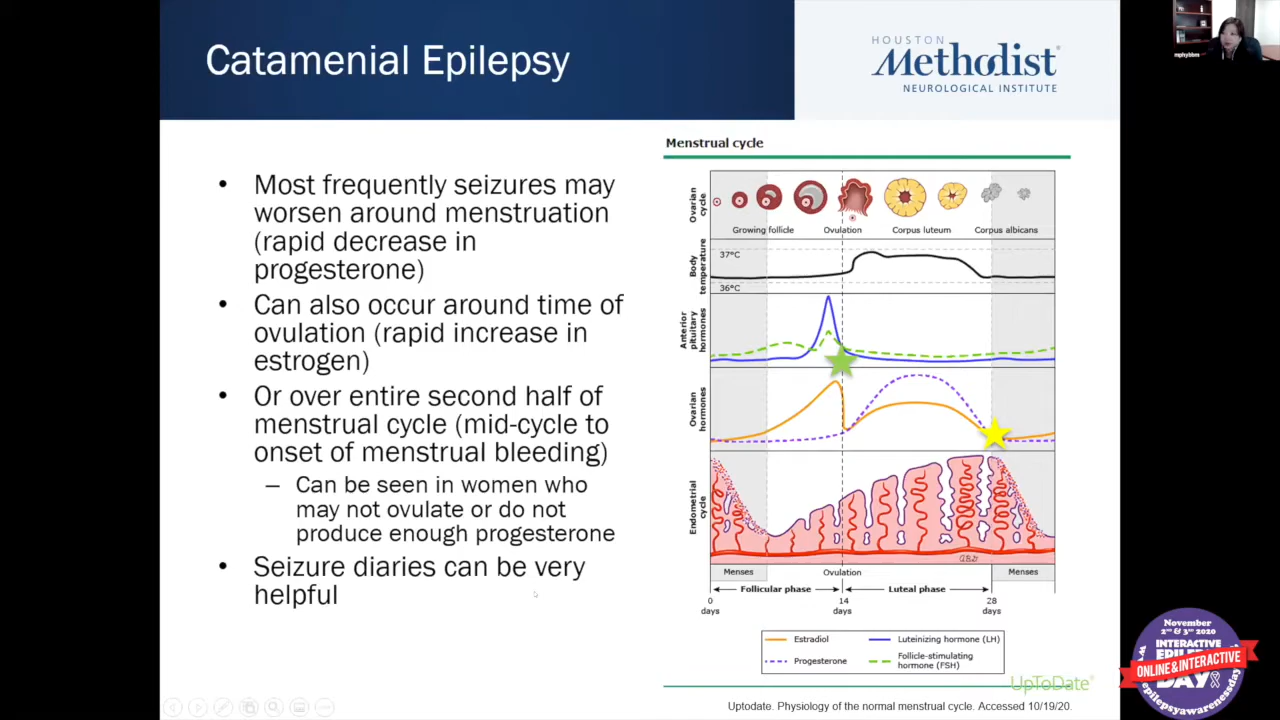 Catamenial Epilepsy
HOUSTON
Methodist
NEUROLOGICAL INSTITUTE
mphybbm
• Most frequently seizures may
worsen around menstruation
(rapid decrease in
progesterone)
• Can also occur around time of
ovulation (rapid increase in
estrogen)
• Or over entire second half of
menstrual cycle (mid-cycle to
onset of menstrual bleeding)
– Can be seen in women who
may not ovulate or do not
produce enough progesterone
• Seizure diaries can be very
helpful
Menstrual cycle
Ovarian
cycle
Growing follicle
Ovulation
Corpus luteum
Corpus albicans
Body
temperature
37°C
36°C
Anterior
pituitary
hormones
Ovarian
hormones
Endometrial
cycle
Menses
Ovulation
Menses
Follicular phase
Luteal phase
0
days
14
days
28
days
Estradiol
Luteinizing hormone (LH)
Progesterone
Follicle-stimulating
hormone (FSH)
UpToDate®
Uptodate. Physiology of the normal menstrual cycle. Accessed 10/19/20.
November
2nd & 3rd 2020
INTERACTIVE
ONLINE & INTERACTIVE
DAY
epilepsyawarenessday